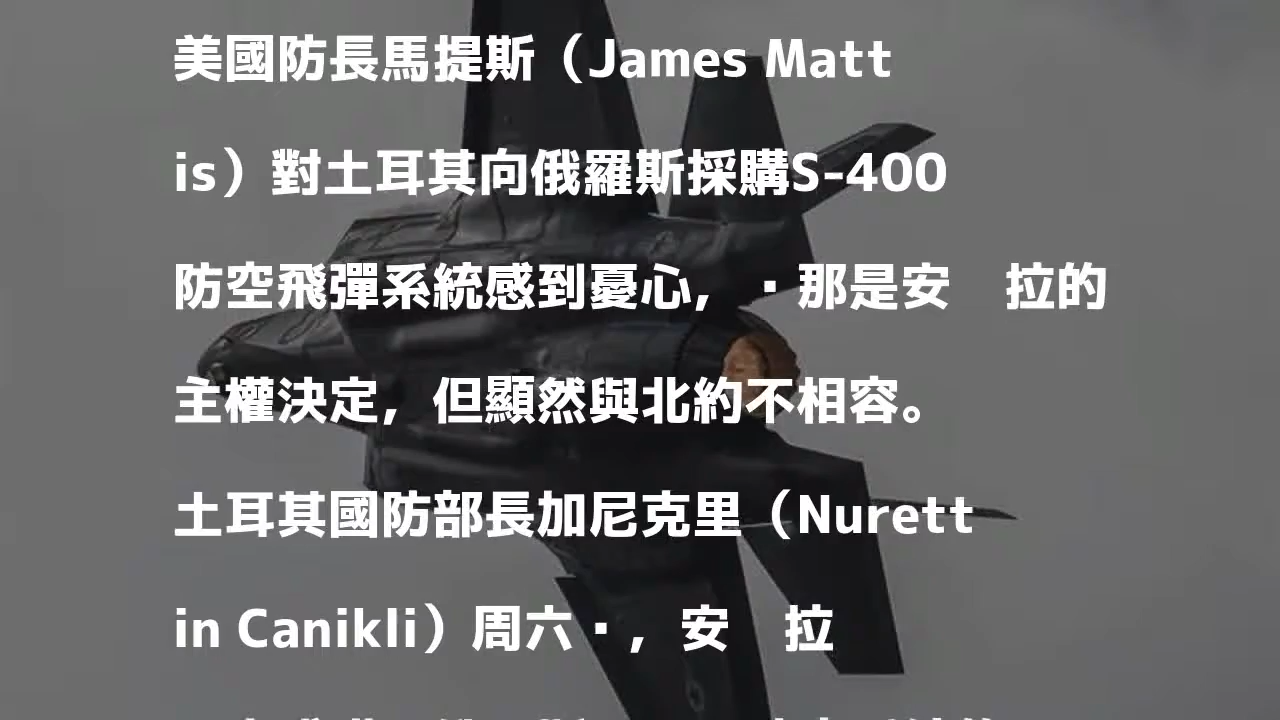 美國防長馬提斯（James Matt
is）對土耳其向俄羅斯採購S-400
防空飛彈系統感到憂心，·那是安　拉的
主權決定，但顯然與北約不相容。
土耳其國防部長加尼克里（Nurett
in Canikli）周六·，安　拉